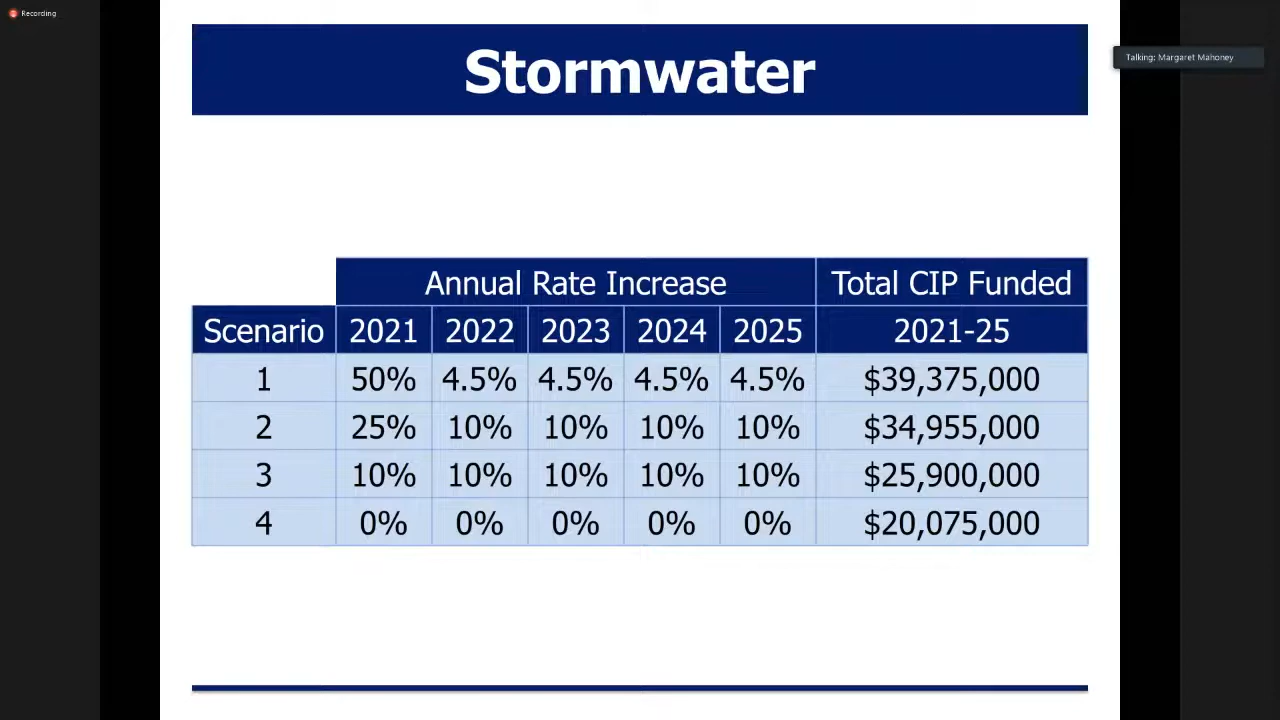 Recording
Stormwater
Talking: Margaret Mahoney
Annual Rate Increase Total CIP Funded
Scenario 2021 2022 2023 2024 2025 2021-25
1 50% 4.5% 4.5% 4.5% 4.5% $39,375,000
2 25% 10% 10% 10% 10% $34,955,000
3 10% 10% 10% 10% 10% $25,900,000
4 0% 0% 0% 0% 0% $20,075,000